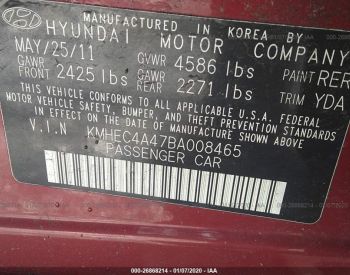 MANUFACTURED IN KOREA BY
HYUNDAI MOTOR COMPANY
MAY/25/11 GVWR 4586 lbs
GAWR FRONT 2425 lbs GAWR REAR 2271 lbs PAINT RER
TRIM YDA
THIS VEHICLE CONFORMS TO ALL APPLICABLE U.S.A. FEDERAL
MOTOR VEHICLE SAFETY, BUMPER, AND THEFT PREVENTION STANDARDS
IN EFFECT ON THE DATE OF MANUFACTURE SHOWN ABOVE.
V.I.N KMHEC4A47BA008465
PASSENGER CAR
000-26868214 - 01/07/2020 - IAAI